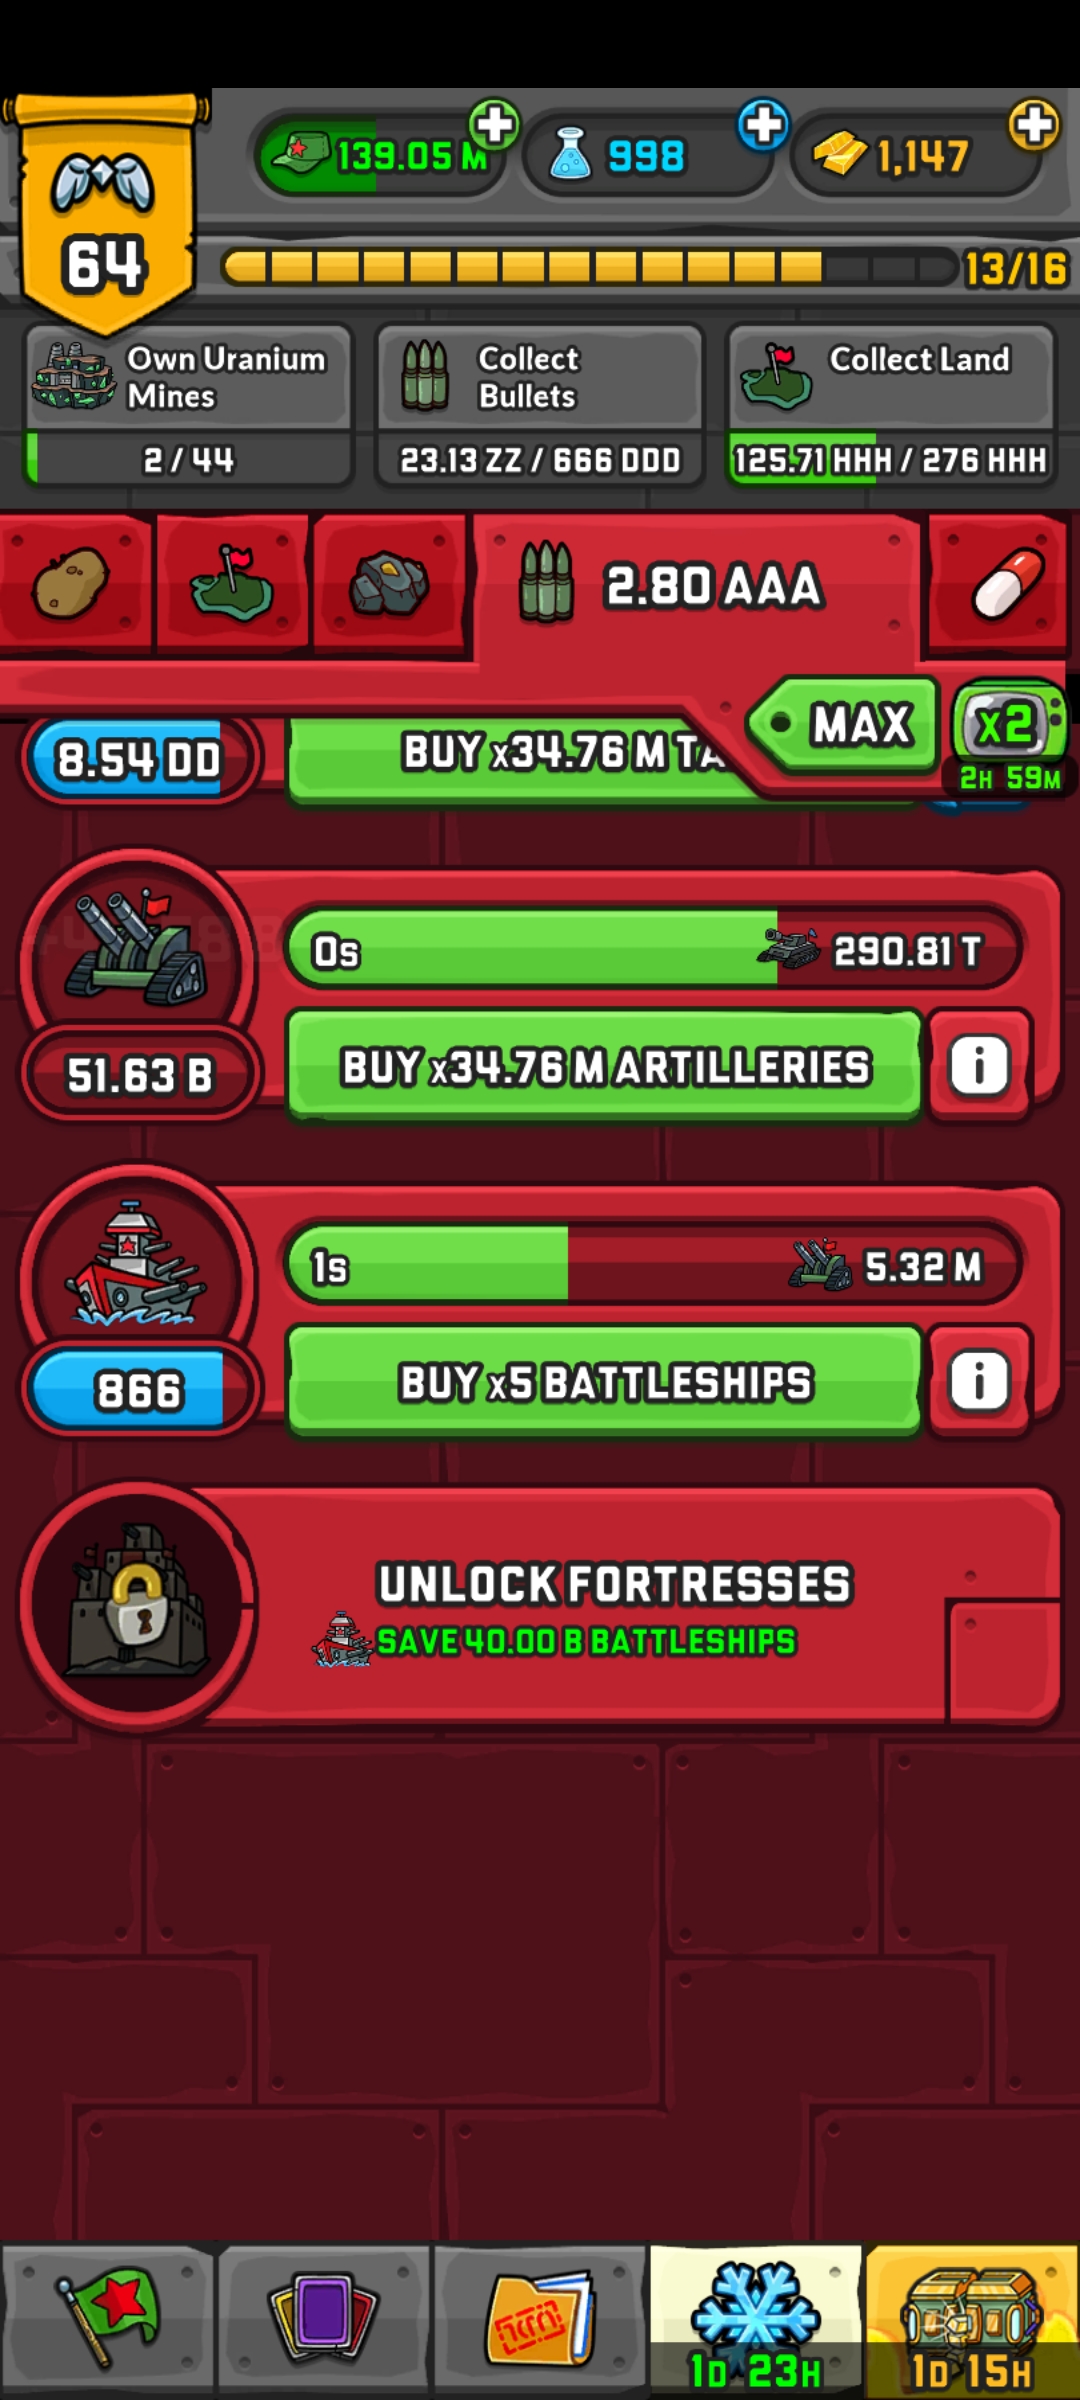 139.05 M
998
1,147
64
13/16
Own Uranium
Mines
Collect
Bullets
Collect Land
2 / 44
23.13 ZZ / 666 DDD
125.71 HHH / 276 HHH
2.80 AAA
MAX
X2
2H 59M
8.54 DD
BUY x34.76 M TA
0s
290.81 T
51.63 B
BUY x34.76 M ARTILLERIES
i
1s
5.32 M
866
BUY x5 BATTLESHIPS
i
UNLOCK FORTRESSES
SAVE 40.00 B BATTLESHIPS
1D 23H
1D 15H